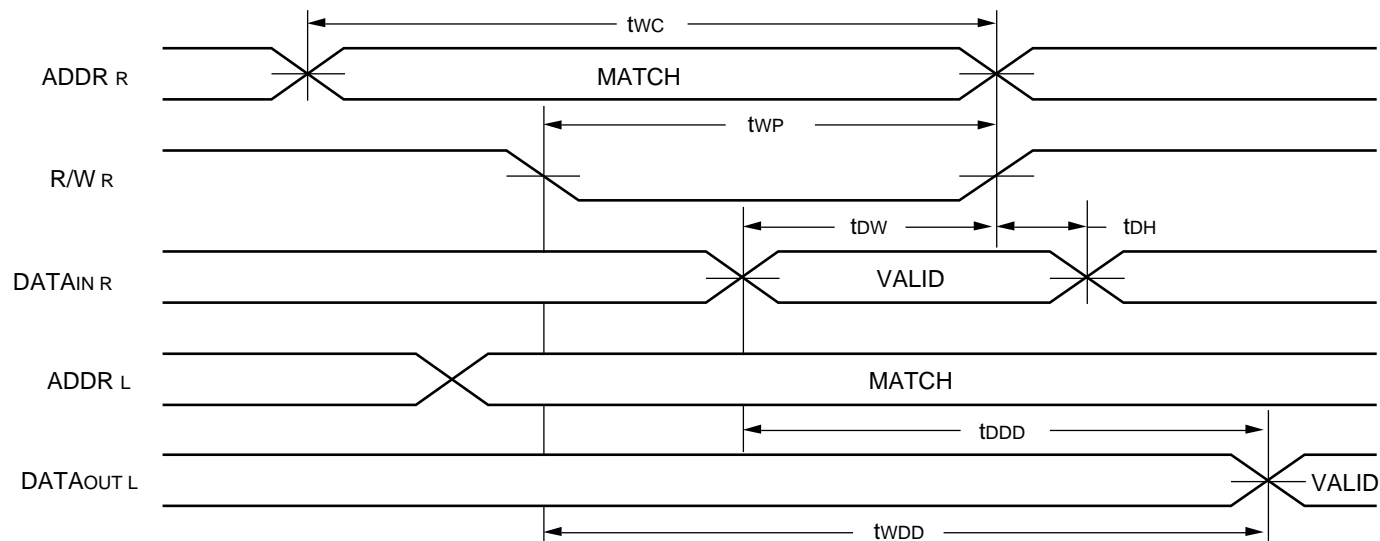 tWC
ADDR R
MATCH
tWP
R/W R
tDW
tDH
DATAIN R
VALID
ADDR L
MATCH
tDDD
DATAOUT L
VALID
tWDD